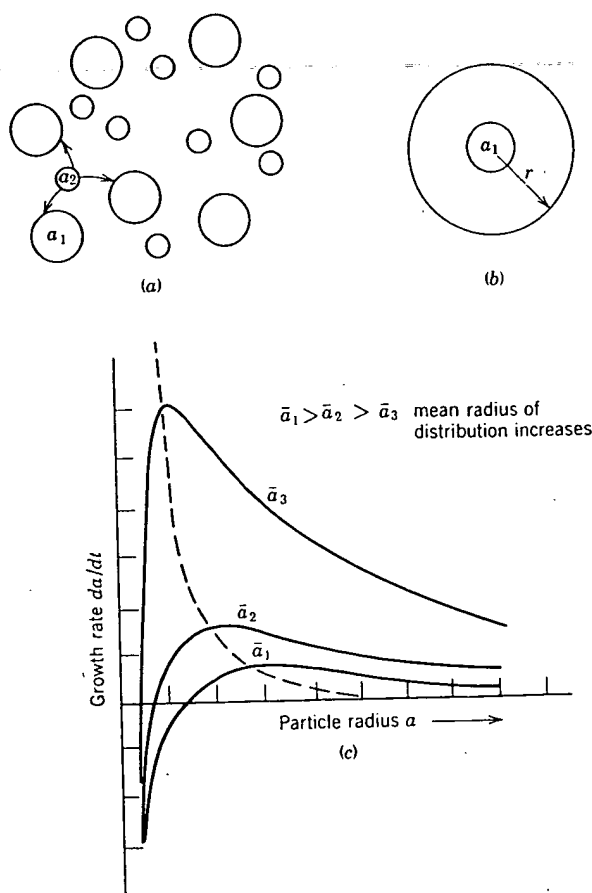 a₂
a₁
(a)
a₁
r
(b)
ā₁ > ā₂ > ā₃ mean radius of
distribution increases
ā₃
ā₂
ā₁
Growth rate da/dt
Particle radius a
(c)